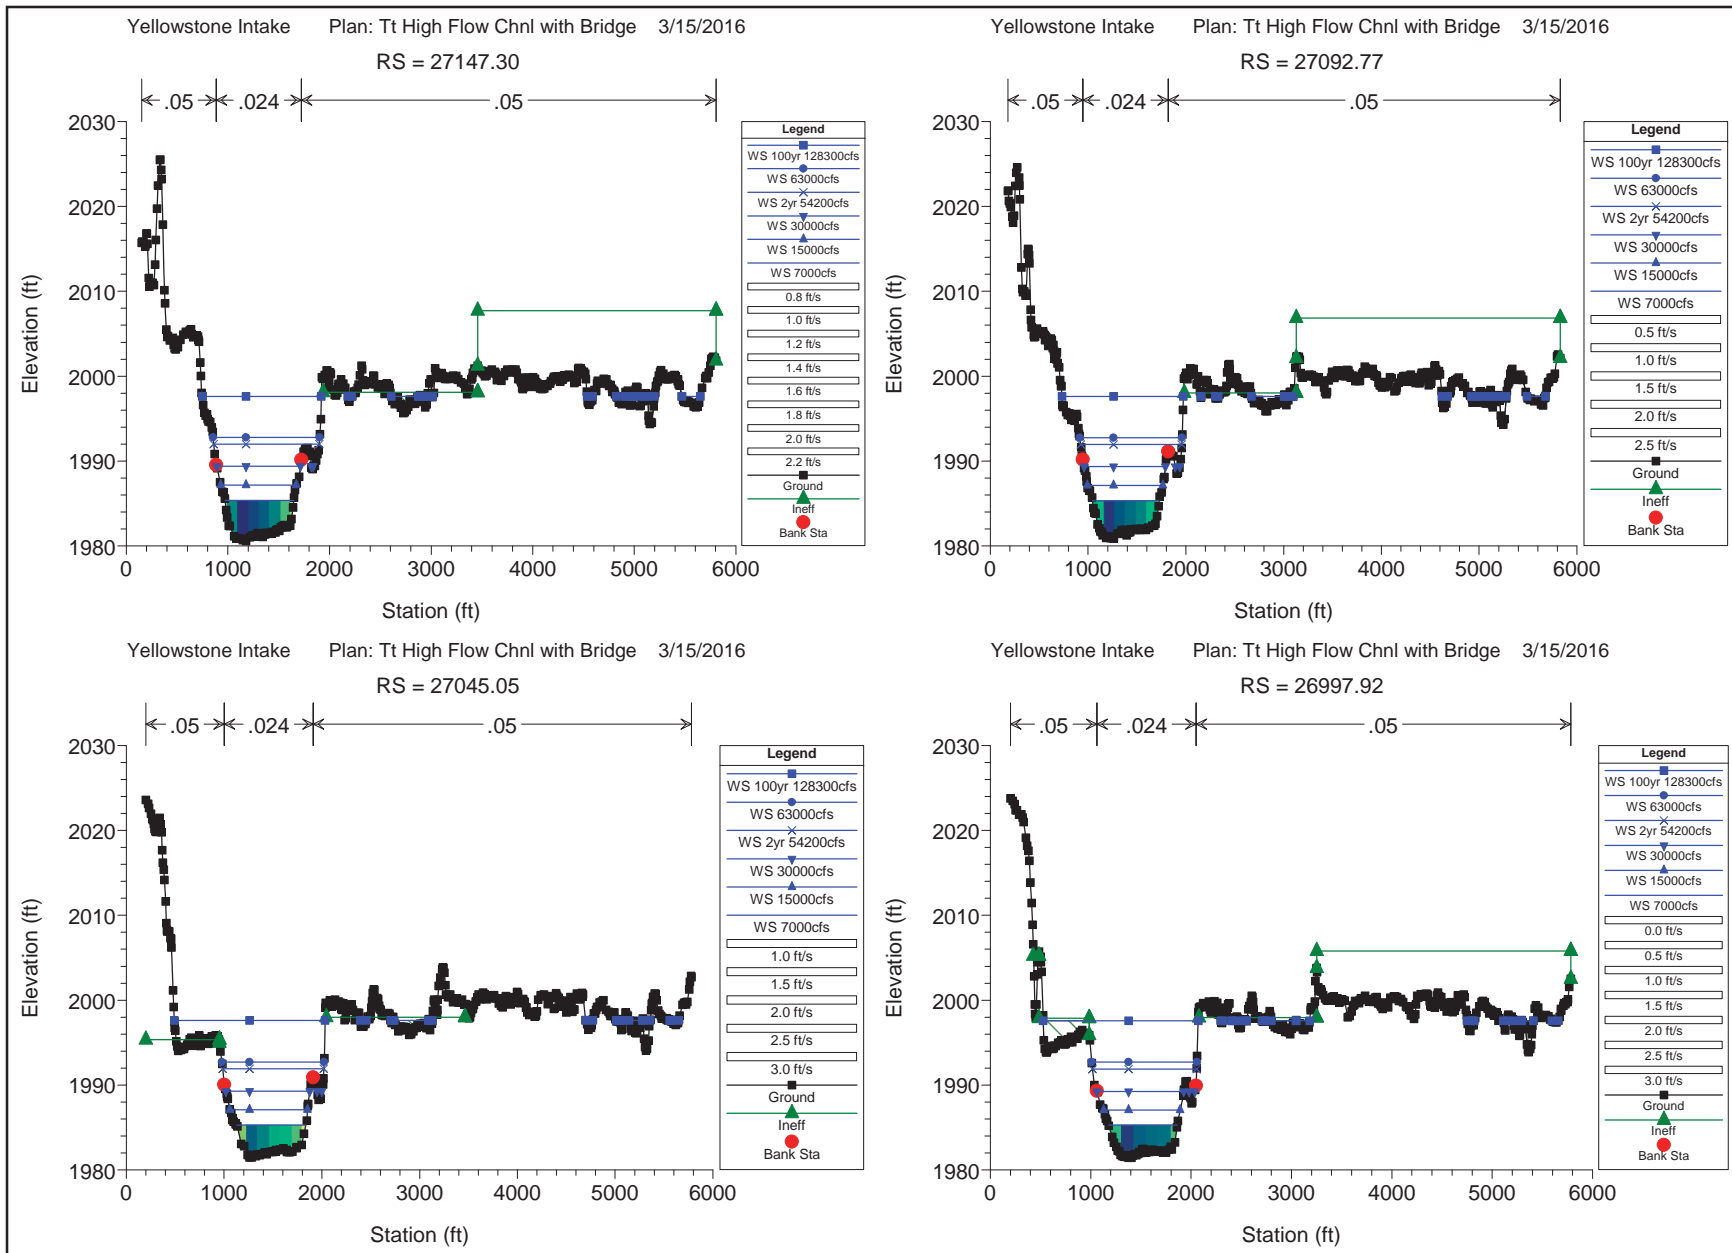 Yellowstone Intake Plan: Tt High Flow Chnl with Bridge 3/15/2016
RS = 27147.30
.05 .024 .05
2030
2020
2010
2000
1990
1980
Elevation (ft)
0 1000 2000 3000 4000 5000 6000
Station (ft)
Legend
WS 100yr 128300cfs
WS 63000cfs
WS 2yr 54200cfs
WS 30000cfs
WS 15000cfs
WS 7000cfs
0.8 ft/s
1.0 ft/s
1.2 ft/s
1.4 ft/s
1.6 ft/s
1.8 ft/s
2.0 ft/s
2.2 ft/s
Ground
Ineff
Bank Sta
Yellowstone Intake Plan: Tt High Flow Chnl with Bridge 3/15/2016
RS = 27092.77
.05 .024 .05
2030
2020
2010
2000
1990
1980
Elevation (ft)
0 1000 2000 3000 4000 5000 6000
Station (ft)
Legend
WS 100yr 128300cfs
WS 63000cfs
WS 2yr 54200cfs
WS 30000cfs
WS 15000cfs
WS 7000cfs
0.5 ft/s
1.0 ft/s
1.5 ft/s
2.0 ft/s
2.5 ft/s
Ground
Ineff
Bank Sta
Yellowstone Intake Plan: Tt High Flow Chnl with Bridge 3/15/2016
RS = 27045.05
.05 .024 .05
2030
2020
2010
2000
1990
1980
Elevation (ft)
0 1000 2000 3000 4000 5000 6000
Station (ft)
Legend
WS 100yr 128300cfs
WS 63000cfs
WS 2yr 54200cfs
WS 30000cfs
WS 15000cfs
WS 7000cfs
1.0 ft/s
1.5 ft/s
2.0 ft/s
2.5 ft/s
3.0 ft/s
Ground
Ineff
Bank Sta
Yellowstone Intake Plan: Tt High Flow Chnl with Bridge 3/15/2016
RS = 26997.92
.05 .024 .05
2030
2020
2010
2000
1990
1980
Elevation (ft)
0 1000 2000 3000 4000 5000 6000
Station (ft)
Legend
WS 100yr 128300cfs
WS 63000cfs
WS 2yr 54200cfs
WS 30000cfs
WS 15000cfs
WS 7000cfs
0.0 ft/s
0.5 ft/s
1.0 ft/s
1.5 ft/s
2.0 ft/s
2.5 ft/s
3.0 ft/s
Ground
Ineff
Bank Sta